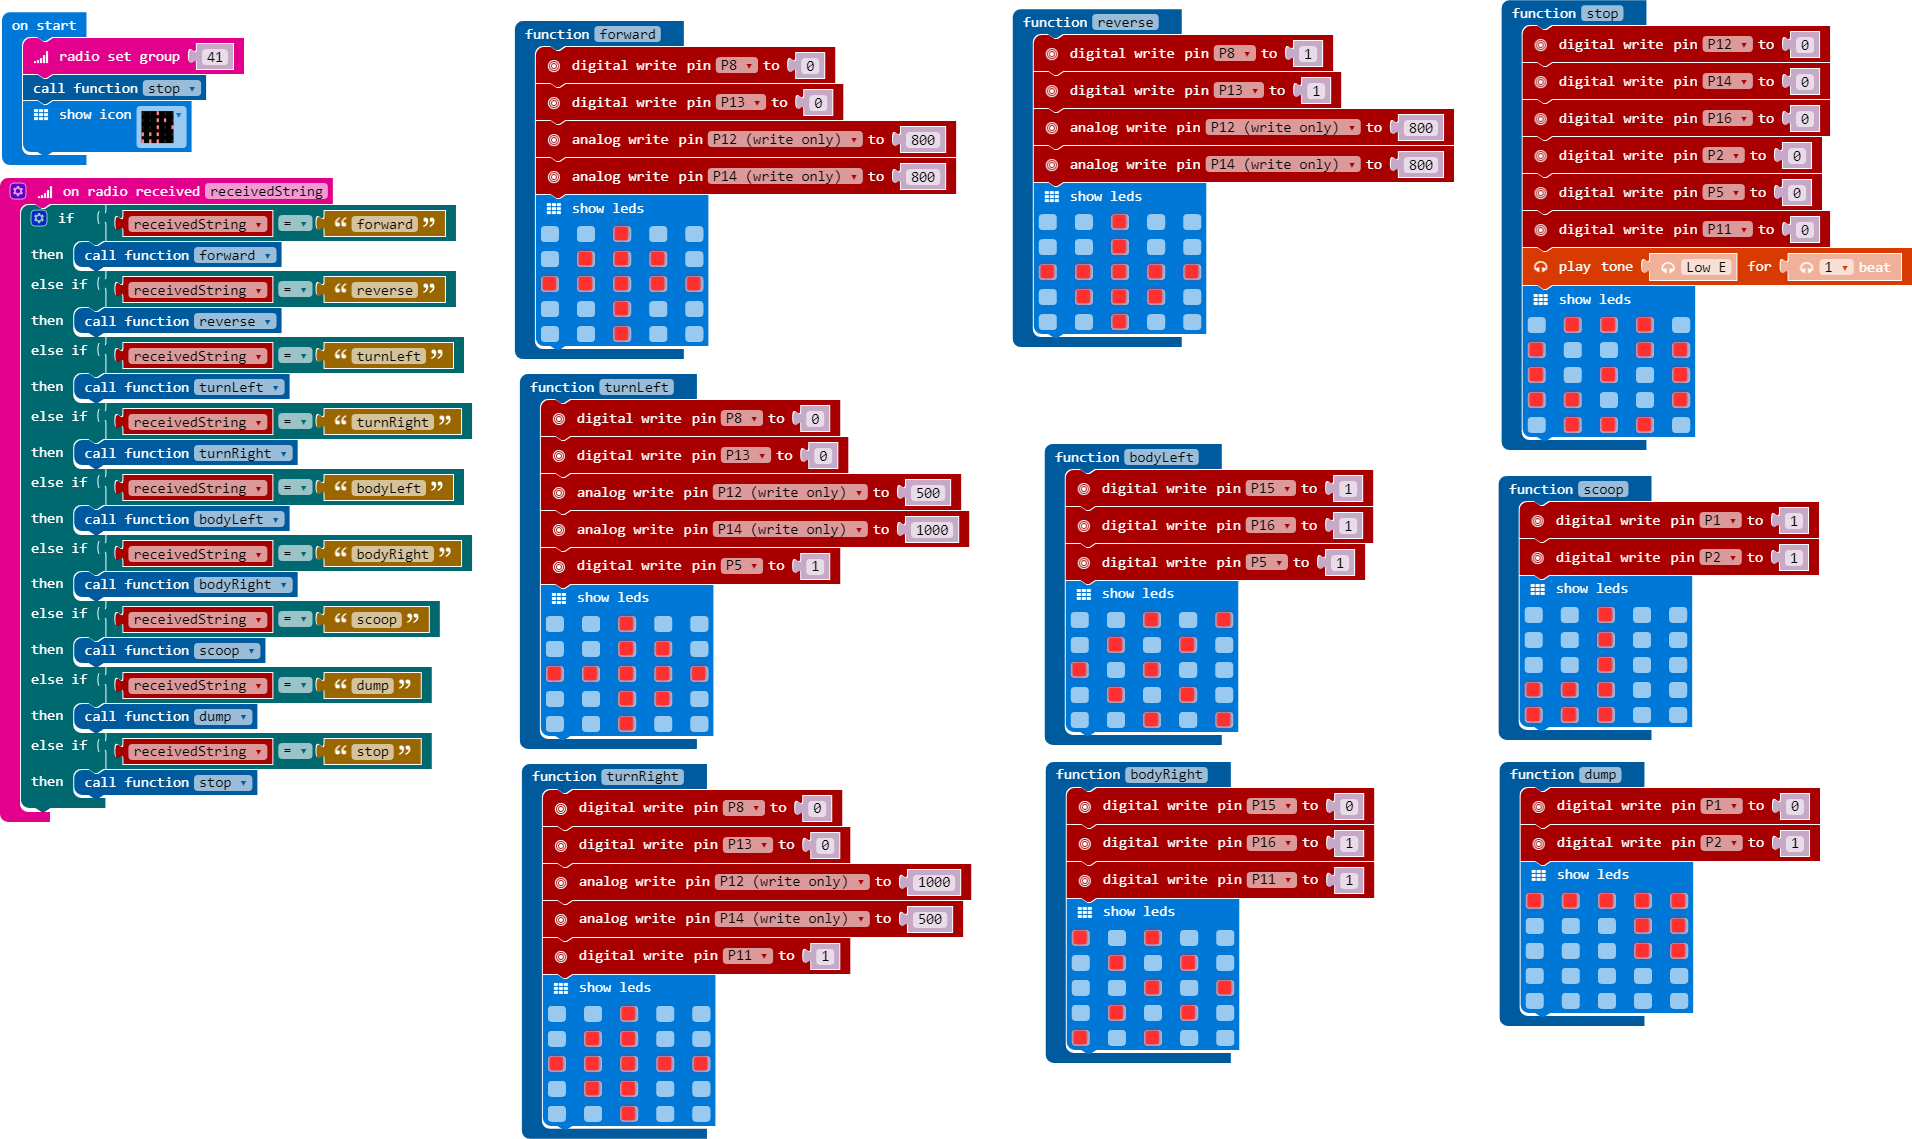 on start
radio set group 41
call function stop
show icon
on radio received receivedString
if receivedString = “ forward ”
then call function forward
else if receivedString = “ reverse ”
then call function reverse
else if receivedString = “ turnLeft ”
then call function turnLeft
else if receivedString = “ turnRight ”
then call function turnRight
else if receivedString = “ bodyLeft ”
then call function bodyLeft
else if receivedString = “ bodyRight ”
then call function bodyRight
else if receivedString = “ scoop ”
then call function scoop
else if receivedString = “ dump ”
then call function dump
else if receivedString = “ stop ”
then call function stop
function forward
digital write pin P8 to 0
digital write pin P13 to 0
analog write pin P12 (write only) to 800
analog write pin P14 (write only) to 800
show leds
function turnLeft
digital write pin P8 to 0
digital write pin P13 to 0
analog write pin P12 (write only) to 500
analog write pin P14 (write only) to 1000
digital write pin P5 to 1
show leds
function turnRight
digital write pin P8 to 0
digital write pin P13 to 0
analog write pin P12 (write only) to 1000
analog write pin P14 (write only) to 500
digital write pin P11 to 1
show leds
function reverse
digital write pin P8 to 1
digital write pin P13 to 1
analog write pin P12 (write only) to 800
analog write pin P14 (write only) to 800
show leds
function bodyLeft
digital write pin P15 to 1
digital write pin P16 to 1
digital write pin P5 to 1
show leds
function bodyRight
digital write pin P15 to 0
digital write pin P16 to 1
digital write pin P11 to 1
show leds
function stop
digital write pin P12 to 0
digital write pin P14 to 0
digital write pin P16 to 0
digital write pin P2 to 0
digital write pin P5 to 0
digital write pin P11 to 0
play tone Low E for 1 beat
show leds
function scoop
digital write pin P1 to 1
digital write pin P2 to 1
show leds
function dump
digital write pin P1 to 0
digital write pin P2 to 1
show leds